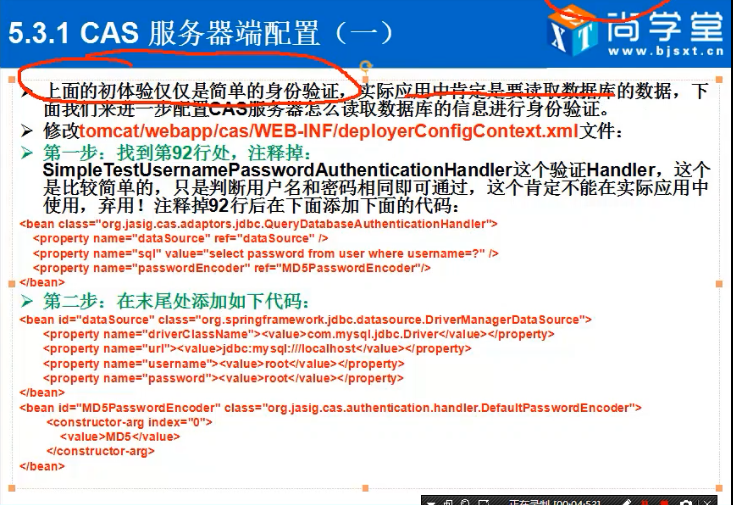 5.3.1 CAS 服务器端配置（一）
尚学堂
www.bjsxt.cn
上面的初体验仅仅是简单的身份验证，实际应用中肯定是要读取数据库的数据，下
面我们来进一步配置CAS服务器怎么读取数据库的信息进行身份验证。
修改tomcat/webapp/cas/WEB-INF/deployerConfigContext.xml文件：
第一步：找到第92行处，注释掉：
SimpleTestUsernamePasswordAuthenticationHandler这个验证Handler，这个
是比较简单的，只是判断用户名和密码相同即可通过，这个肯定不能在实际应用中
使用，弃用！注释掉92行后在下面添加下面的代码：
<bean class="org.jasig.cas.adaptors.jdbc.QueryDatabaseAuthenticationHandler">
<property name="dataSource" ref="dataSource" />
<property name="sql" value="select password from user where username=?" />
<property name="passwordEncoder" ref="MD5PasswordEncoder"/>
</bean>
第二步：在末尾处添加如下代码：
<bean id="dataSource" class="org.springframework.jdbc.datasource.DriverManagerDataSource">
<property name="driverClassName"><value>com.mysql.jdbc.Driver</value></property>
<property name="url"><value>jdbc:mysql:///localhost</value></property>
<property name="username"><value>root</value></property>
<property name="password"><value>root</value></property>
</bean>
<bean id="MD5PasswordEncoder" class="org.jasig.cas.authentication.handler.DefaultPasswordEncoder">
<constructor-arg index="0">
<value>MD5</value>
</constructor-arg>
</bean>
正在录制 [00:04:52]